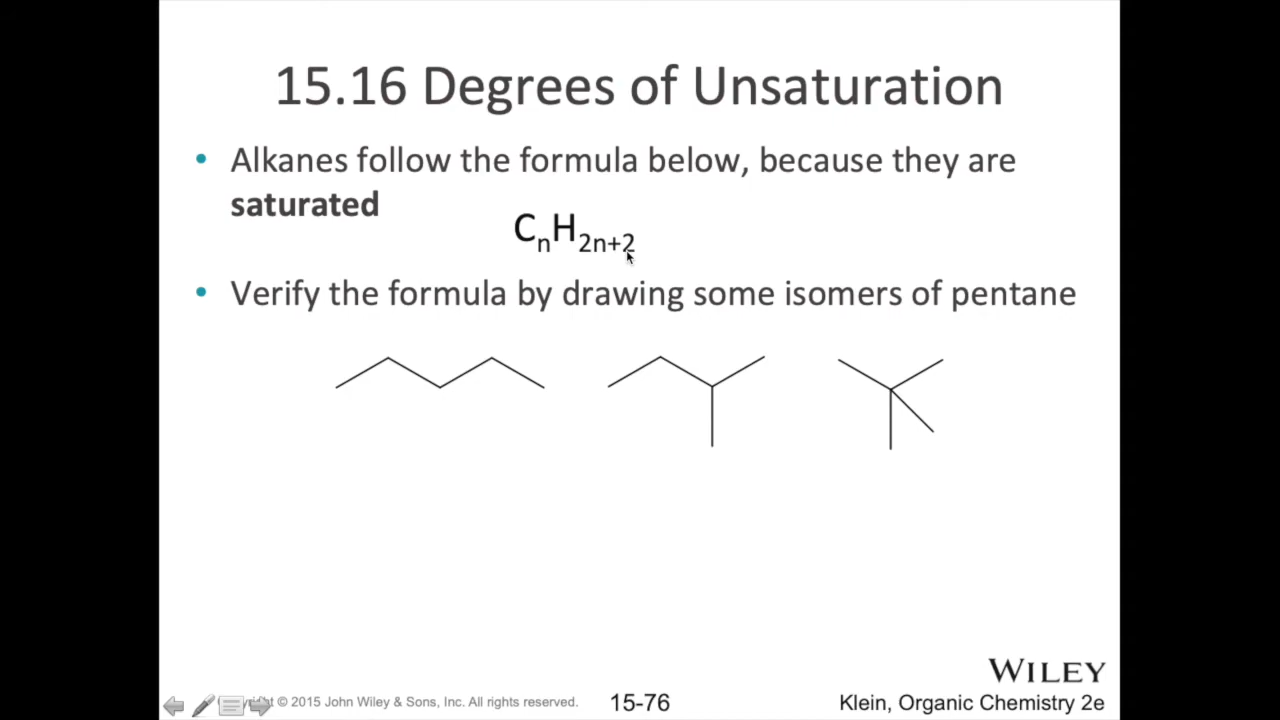 15.16 Degrees of Unsaturation
• Alkanes follow the formula below, because they are
saturated
CₙH₂ₙ₊₂
• Verify the formula by drawing some isomers of pentane
WILEY
© 2015 John Wiley & Sons, Inc. All rights reserved.
15-76
Klein, Organic Chemistry 2e